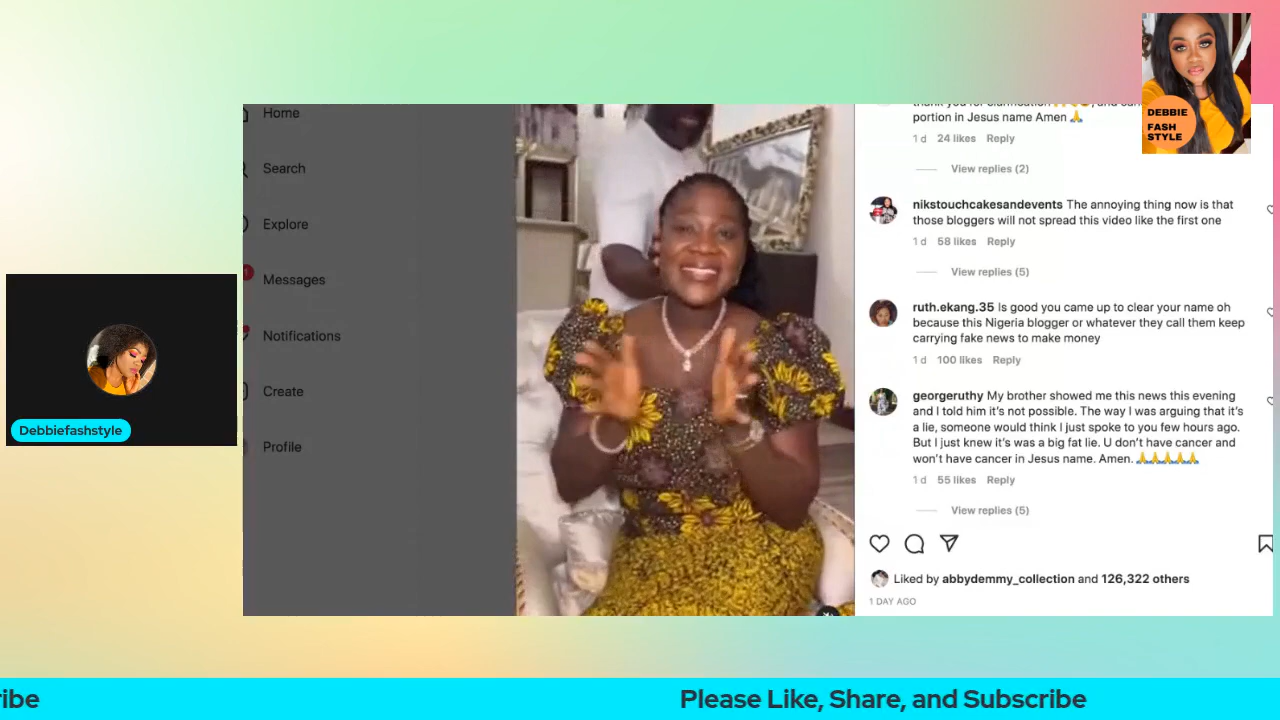 DEBBIE
FASH
STYLE
Home
Search
Explore
Messages
Notifications
Create
Profile
portion in Jesus name Amen 🙏
1 d 24 likes Reply
View replies (2)
nikstouchcakesandevents The annoying thing now is that
those bloggers will not spread this video like the first one
1 d 58 likes Reply
View replies (5)
ruth.ekang.35 Is good you came up to clear your name oh
because this Nigeria blogger or whatever they call them keep
carrying fake news to make money
1 d 100 likes Reply
georgeruthy My brother showed me this news this evening
and I told him it's not possible. The way I was arguing that it's
a lie, someone would think I just spoke to you few hours ago.
But I just knew it's was a big fat lie. U don't have cancer and
won't have cancer in Jesus name. Amen. 🙏🙏🙏🙏🙏
1 d 55 likes Reply
View replies (5)
Liked by abbydemmy_collection and 126,322 others
1 DAY AGO
Debbiefashstyle
ribe
Please Like, Share, and Subscribe